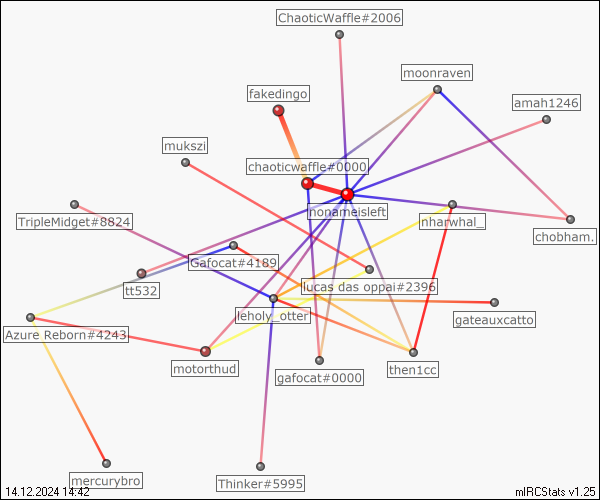 ChaoticWaffle#2006
moonraven
fakedingo
amah1246
mukszi
chaoticwaffle#0000
TripleMidget#8824
nonameisleft
nharwhal_
chobham.
Gafocat#4189
tt532
lucas das oppai#2396
leholy_otter
gateauxcatto
Azure Reborn#4243
motorthud
gafocat#0000
then1cc
mercurybro
Thinker#5995
14.12.2024 14:42
mIRCStats v1.25